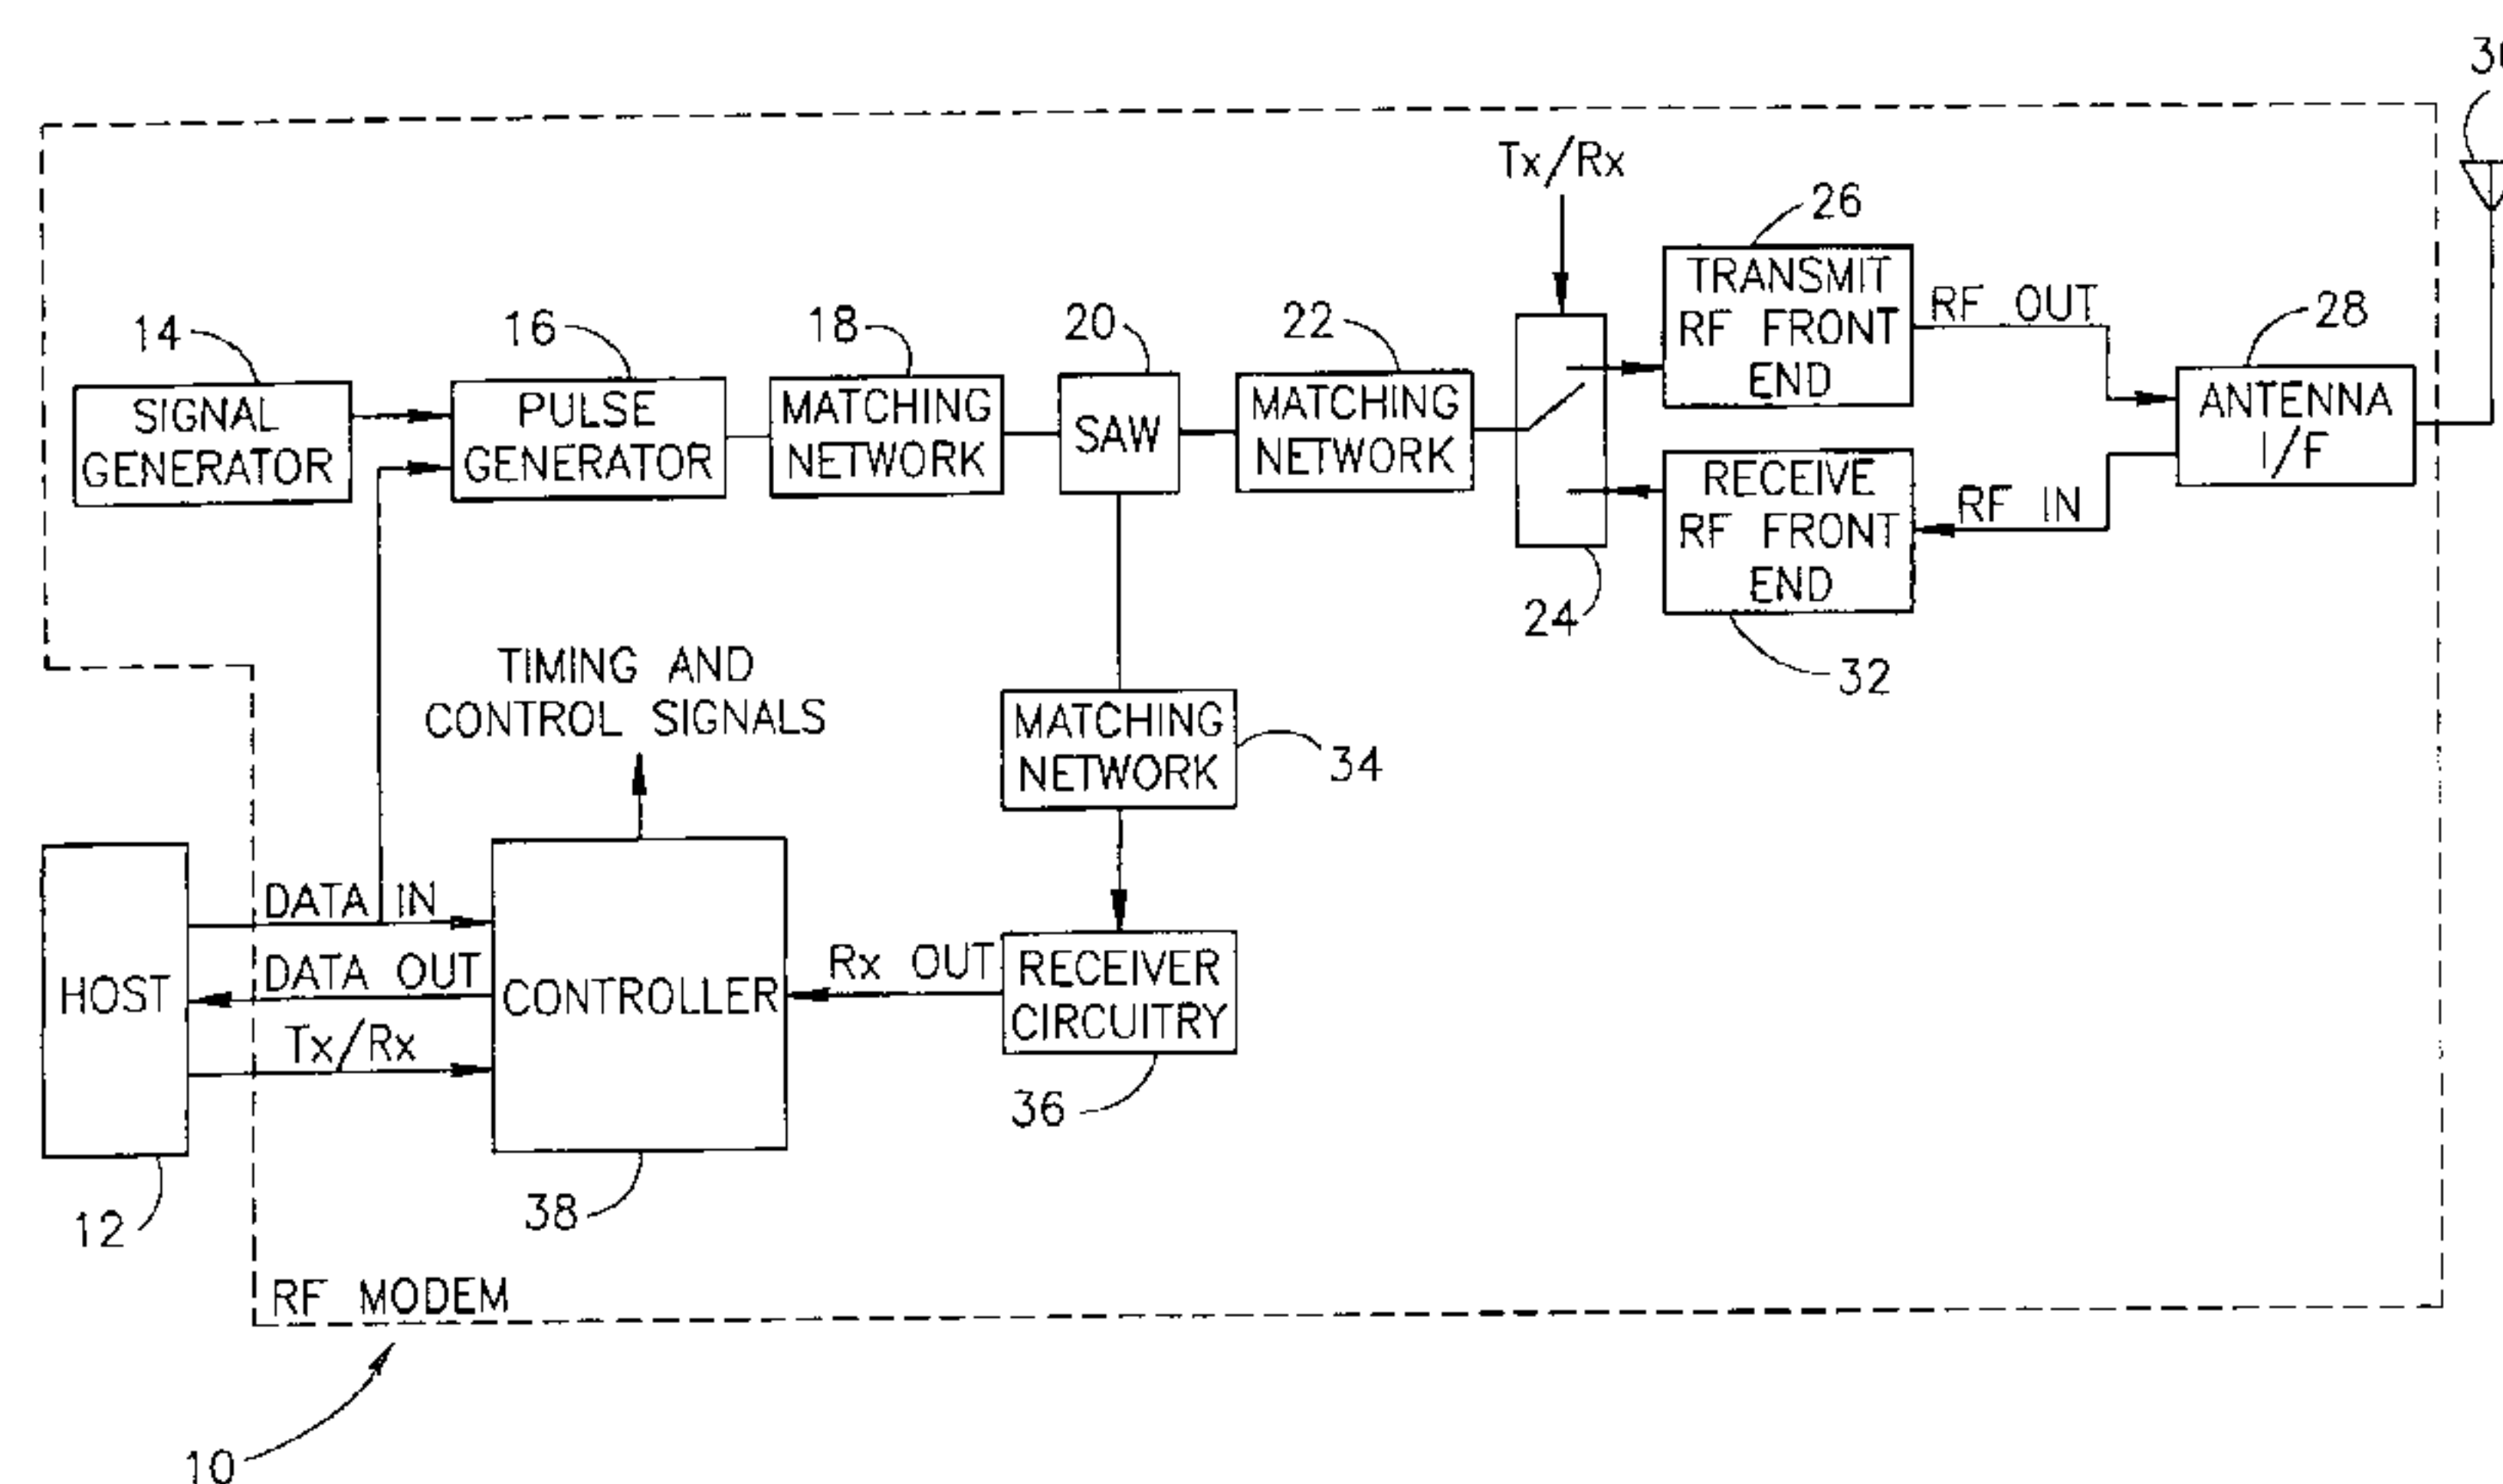 Tx/Rx
26
TRANSMIT
RF FRONT
END
RF OUT
28
ANTENNA
I/F
14
SIGNAL
GENERATOR
16
PULSE
GENERATOR
18
MATCHING
NETWORK
20
SAW
22
MATCHING
NETWORK
24
RECEIVE
RF FRONT
END
RF IN
32
TIMING AND
CONTROL SIGNALS
MATCHING
NETWORK
34
HOST
12
DATA IN
DATA OUT
Tx/Rx
CONTROLLER
38
Rx OUT
RECEIVER
CIRCUITRY
36
RF MODEM
10